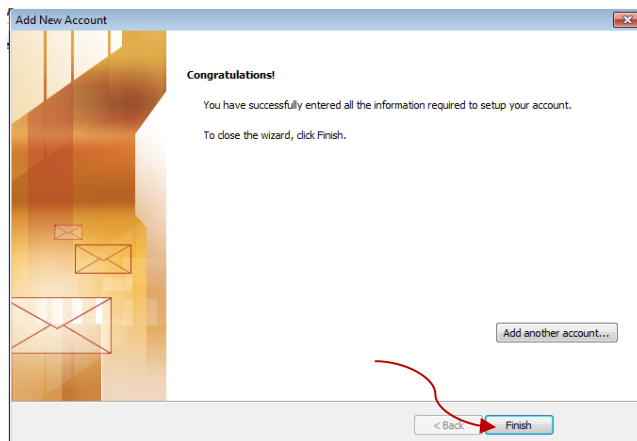 Add New Account
Congratulations!
You have successfully entered all the information required to setup your account.
To close the wizard, click Finish.
Add another account...
< Back
Finish